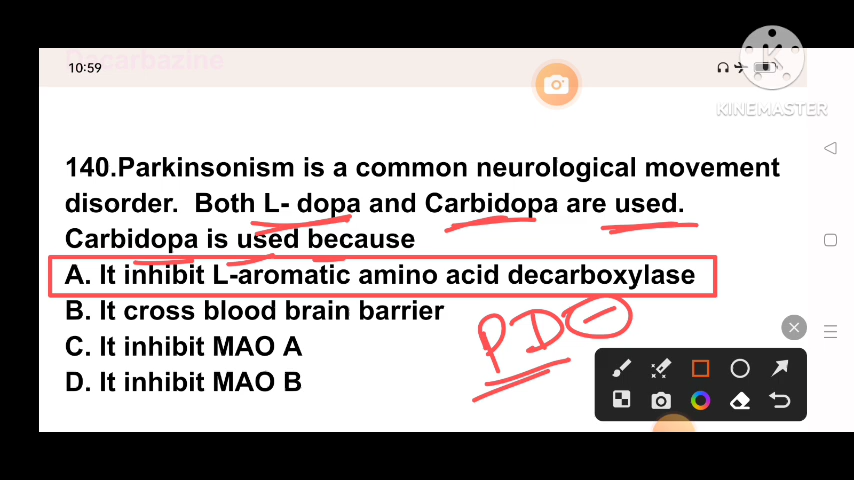 Decarbazine
10:59
KINEMASTER
140.Parkinsonism is a common neurological movement
disorder. Both L- dopa and Carbidopa are used.
Carbidopa is used because
A. It inhibit L-aromatic amino acid decarboxylase
B. It cross blood brain barrier
C. It inhibit MAO A
D. It inhibit MAO B
PD